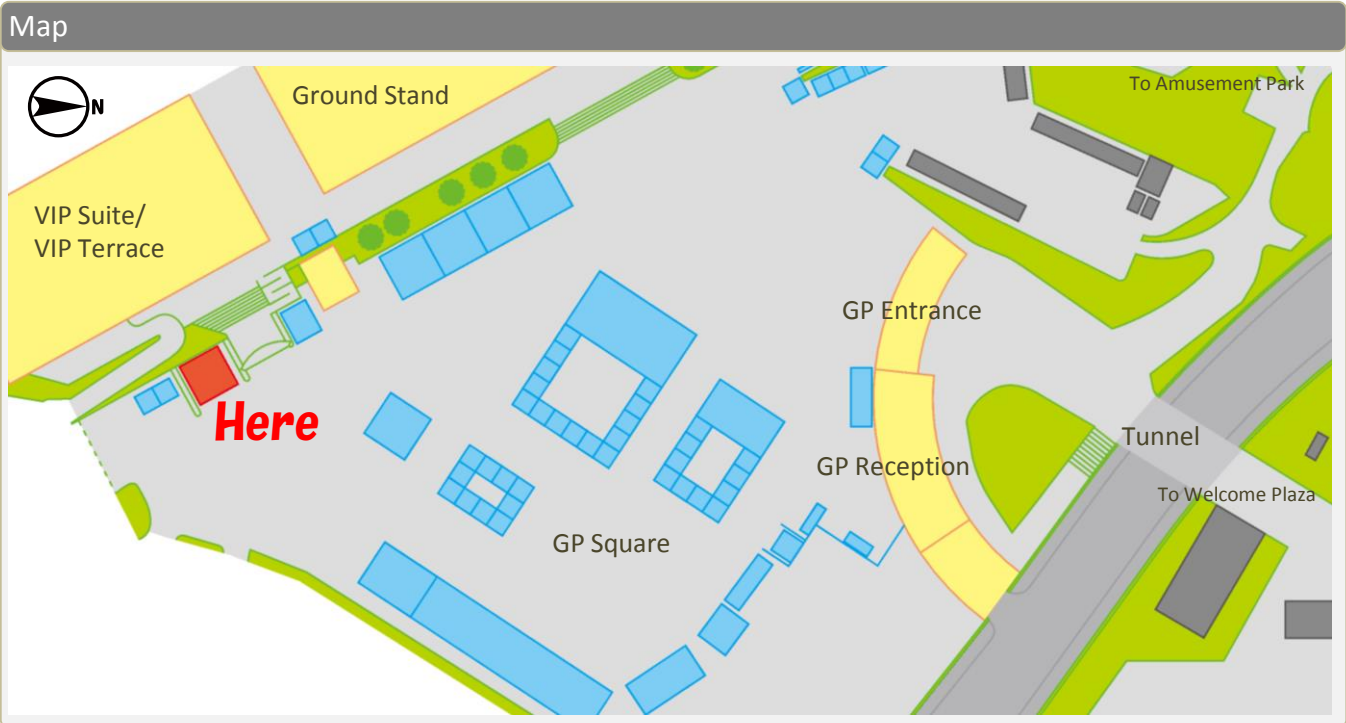 Map
N
Ground Stand
To Amusement Park
VIP Suite/
VIP Terrace
GP Entrance
Here
Tunnel
GP Reception
To Welcome Plaza
GP Square